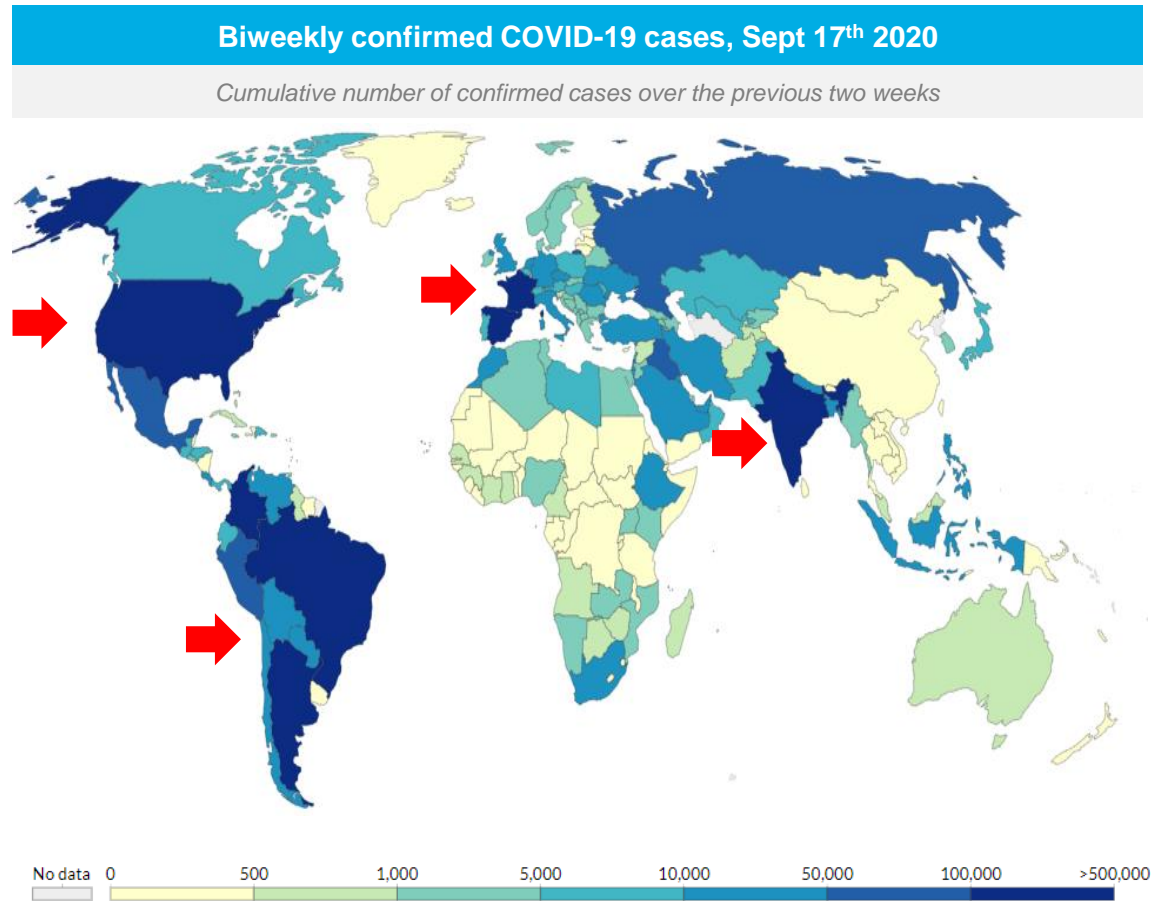 Biweekly confirmed COVID-19 cases, Sept 17th 2020
Cumulative number of confirmed cases over the previous two weeks
No data 0 500 1,000 5,000 10,000 50,000 100,000 >500,000